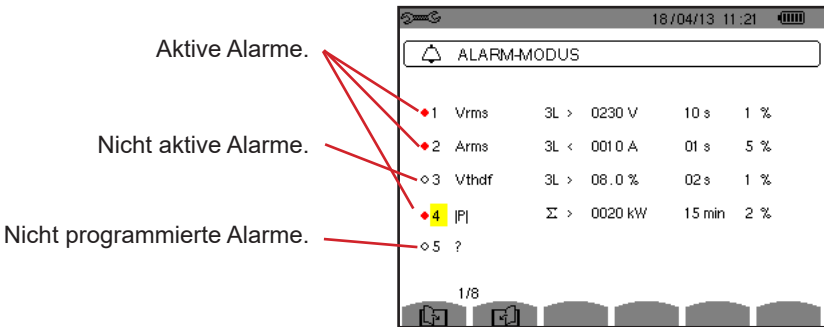 18/04/13 11:21
ALARM-MODUS
Aktive Alarme.
1 Vrms 3L > 0230 V 10 s 1 %
Nicht aktive Alarme.
2 Arms 3L < 0010 A 01 s 5 %
3 Vthdf 3L > 08.0 % 02 s 1 %
4 |P| Σ > 0020 kW 15 min 2 %
Nicht programmierte Alarme.
5 ?
1/8